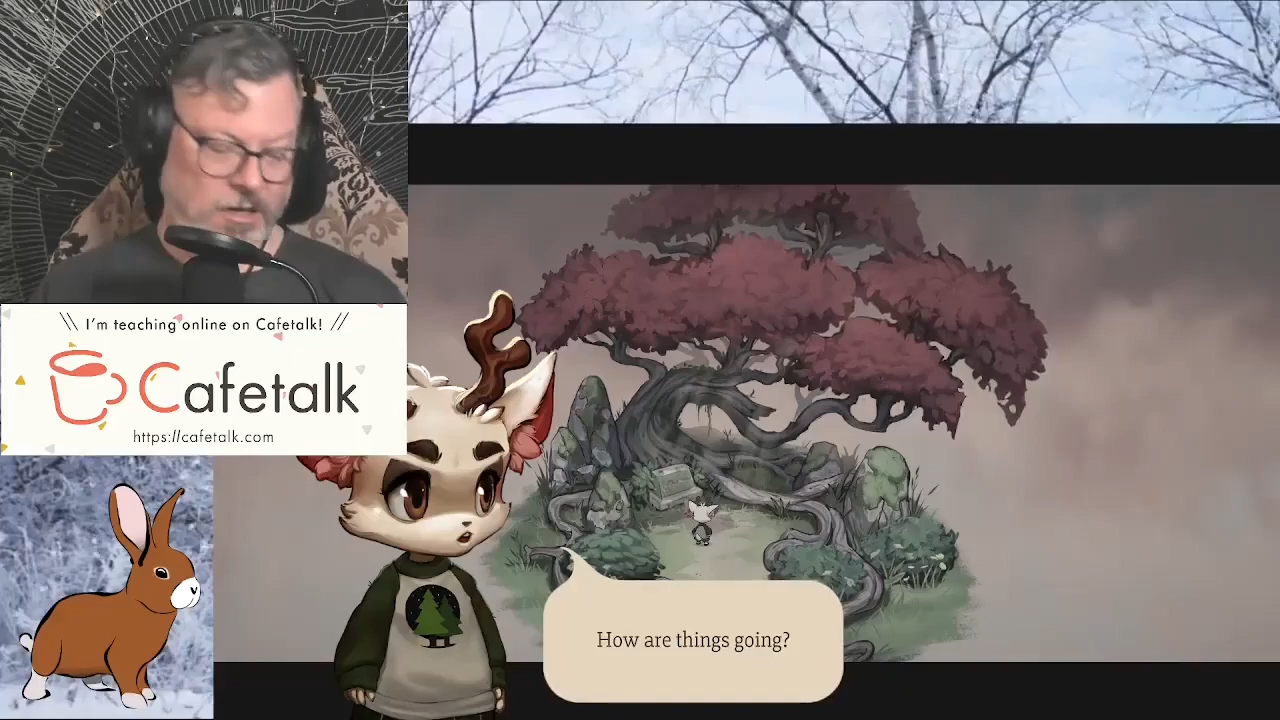 \\ I'm teaching online on Cafetalk! //
Cafetalk
https://cafetalk.com
How are things going?